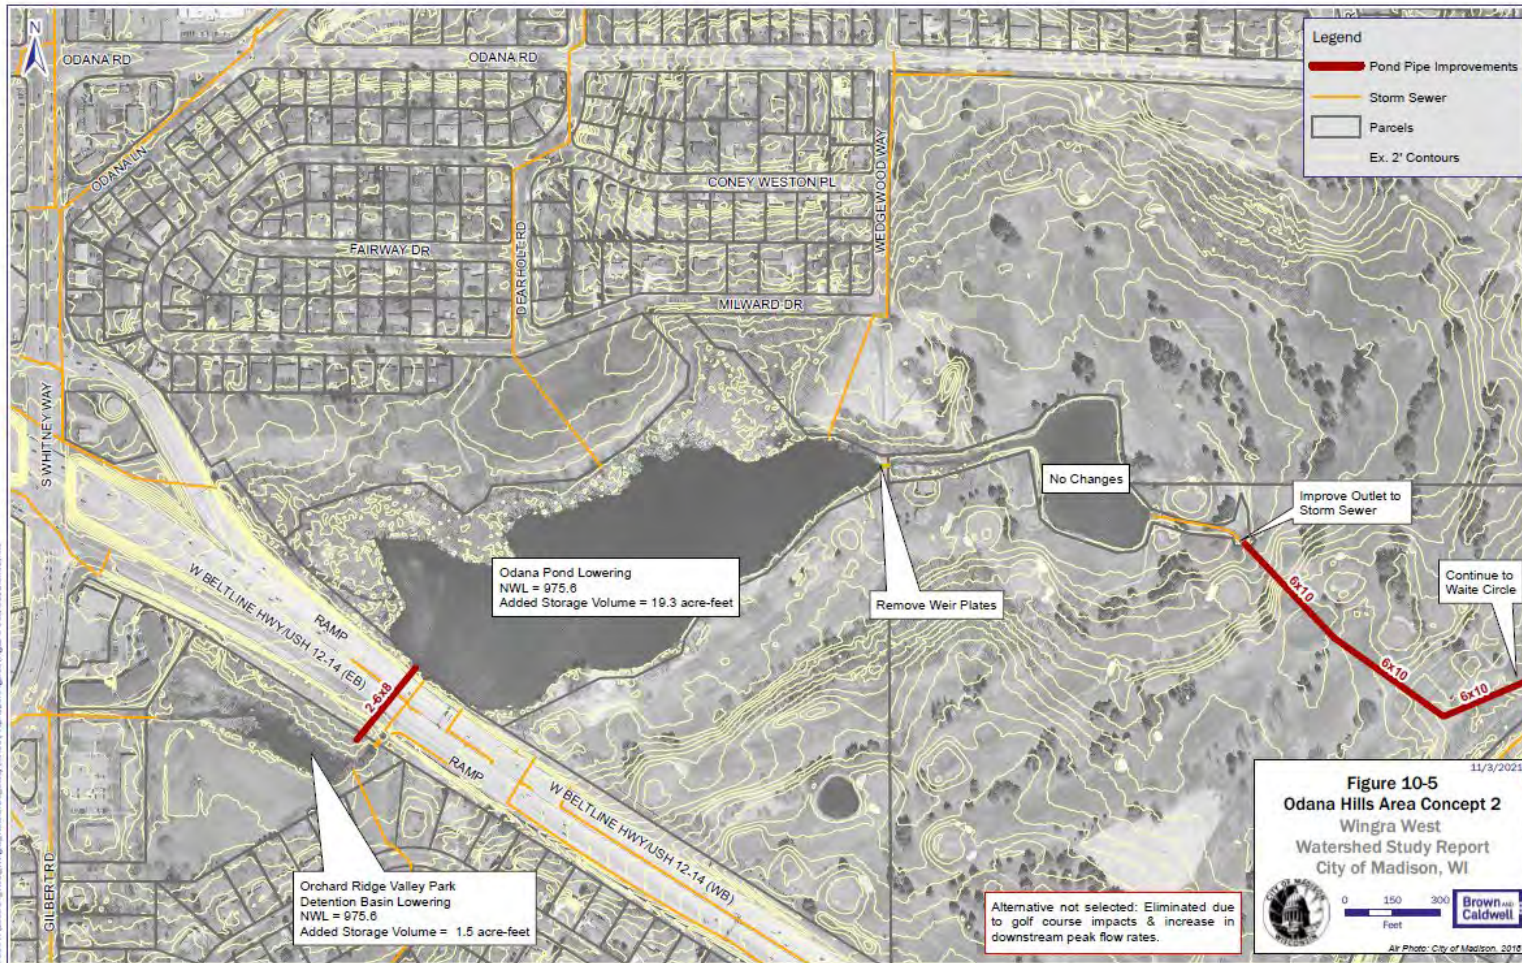 N
ODANA RD
ODANA RD
ODANA LN
CONEY WESTON PL
FAIRWAY DR
DEARHOLT RD
WEDGEWOOD WAY
MILWARD DR
S WHITNEY WAY
Legend
Pond Pipe Improvements
Storm Sewer
Parcels
Ex. 2' Contours
No Changes
Improve Outlet to
Storm Sewer
Odana Pond Lowering
NWL = 975.6
Added Storage Volume = 19.3 acre-feet
Remove Weir Plates
Continue to
Waite Circle
6x10
6x10
6x10
W BELTLINE HWY/USH 12-14 (EB)
RAMP
2-6x8
RAMP
W BELTLINE HWY/USH 12-14 (WB)
GILBERT RD
Orchard Ridge Valley Park
Detention Basin Lowering
NWL = 975.6
Added Storage Volume = 1.5 acre-feet
Alternative not selected: Eliminated due
to golf course impacts & increase in
downstream peak flow rates.
11/3/2021
Figure 10-5
Odana Hills Area Concept 2
Wingra West
Watershed Study Report
City of Madison, WI
CITY OF MADISON
WISCONSIN
0 150 300
Feet
Brown AND
Caldwell
Air Photo: City of Madison, 2016